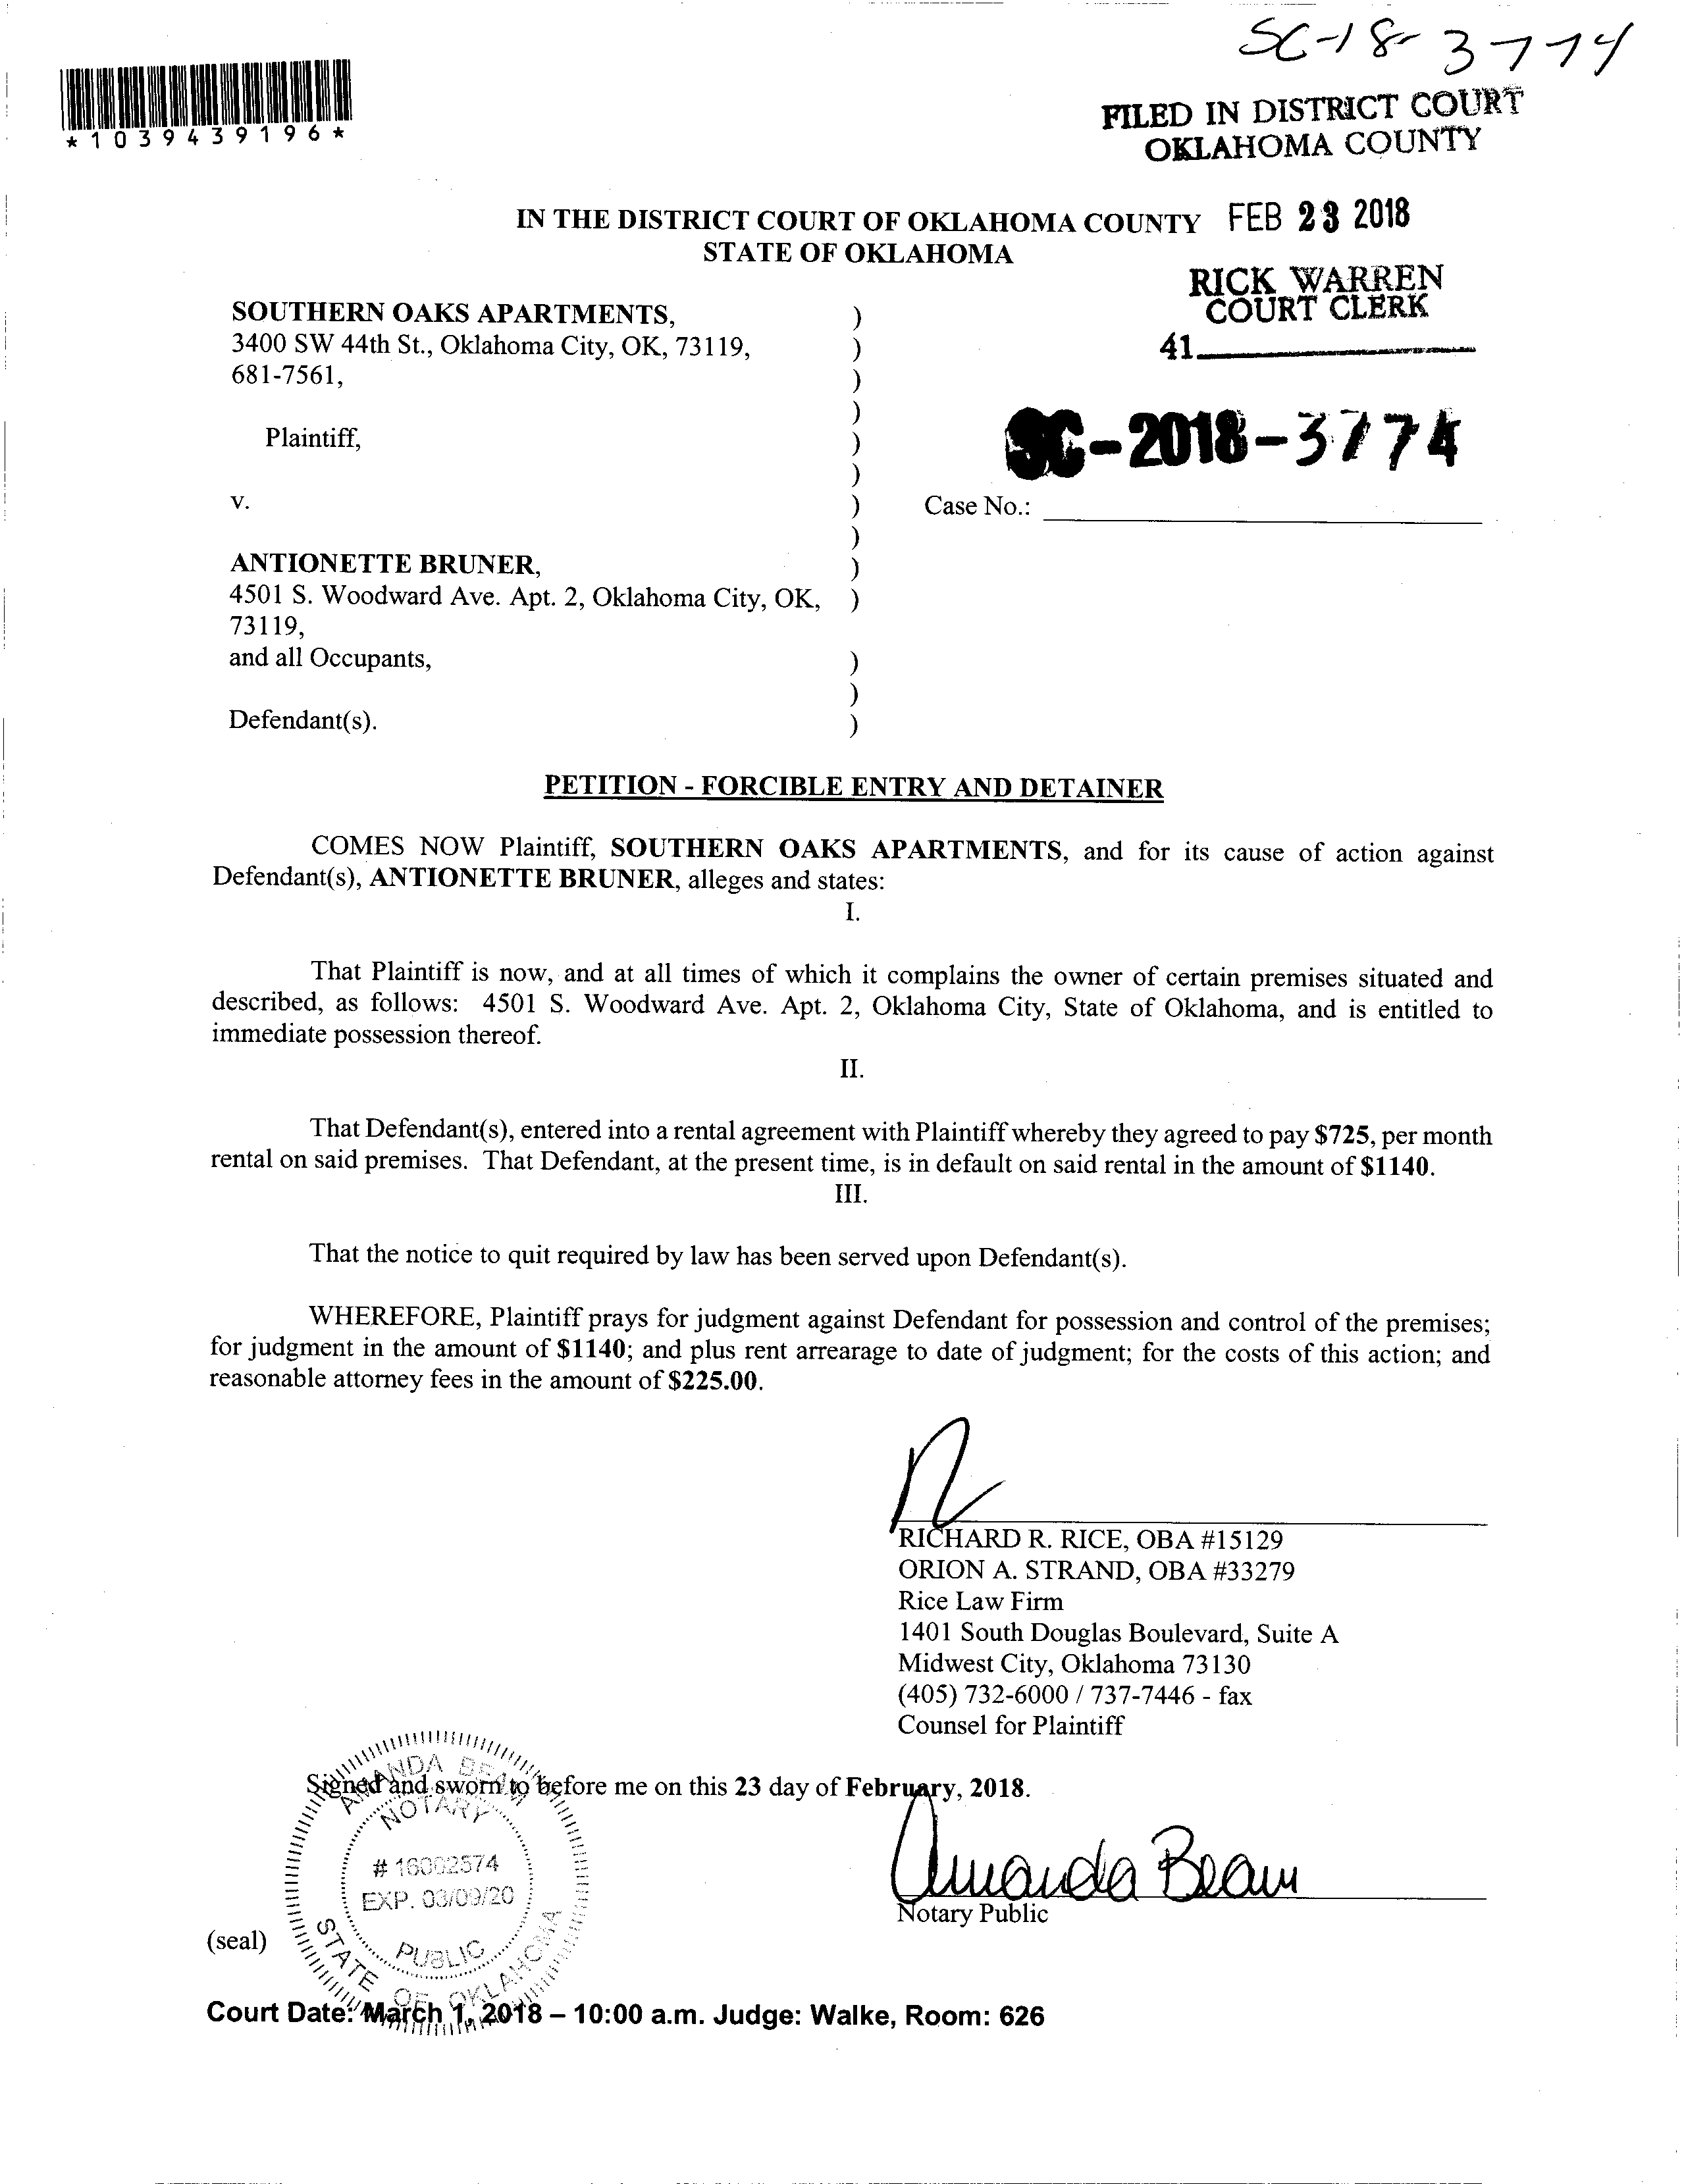 SC-18-3774
*1039439196*
FILED IN DISTRICT COURT
OKLAHOMA COUNTY
IN THE DISTRICT COURT OF OKLAHOMA COUNTY FEB 23 2018
STATE OF OKLAHOMA
RICK WARREN
COURT CLERK
41
SOUTHERN OAKS APARTMENTS, )
3400 SW 44th St., Oklahoma City, OK, 73119, )
681-7561, )
)
Plaintiff, )
)
SC-2018-3774
v. ) Case No.:
)
ANTIONETTE BRUNER, )
4501 S. Woodward Ave. Apt. 2, Oklahoma City, OK, )
73119,
and all Occupants, )
)
Defendant(s). )
PETITION - FORCIBLE ENTRY AND DETAINER
COMES NOW Plaintiff, SOUTHERN OAKS APARTMENTS, and for its cause of action against
Defendant(s), ANTIONETTE BRUNER, alleges and states:
I.
That Plaintiff is now, and at all times of which it complains the owner of certain premises situated and
described, as follows: 4501 S. Woodward Ave. Apt. 2, Oklahoma City, State of Oklahoma, and is entitled to
immediate possession thereof.
II.
That Defendant(s), entered into a rental agreement with Plaintiff whereby they agreed to pay $725, per month
rental on said premises. That Defendant, at the present time, is in default on said rental in the amount of $1140.
III.
That the notice to quit required by law has been served upon Defendant(s).
WHEREFORE, Plaintiff prays for judgment against Defendant for possession and control of the premises;
for judgment in the amount of $1140; and plus rent arrearage to date of judgment; for the costs of this action; and
reasonable attorney fees in the amount of $225.00.
RICHARD R. RICE, OBA #15129
ORION A. STRAND, OBA #33279
Rice Law Firm
1401 South Douglas Boulevard, Suite A
Midwest City, Oklahoma 73130
(405) 732-6000 / 737-7446 - fax
Counsel for Plaintiff
Signed and sworn to before me on this 23 day of February, 2018.
AMANDA BEAM
NOTARY
# 16002574
EXP. 03/09/20
PUBLIC
STATE OF OKLAHOMA
Amanda Beam
Notary Public
(seal)
Court Date: March 1, 2018 – 10:00 a.m. Judge: Walke, Room: 626